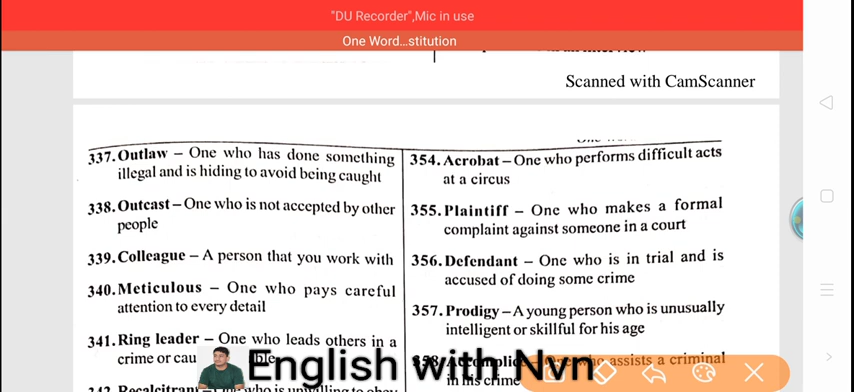 "DU Recorder",Mic in use
One Word...stitution
Scanned with CamScanner
337. Outlaw – One who has done something
illegal and is hiding to avoid being caught
338. Outcast – One who is not accepted by other
people
339. Colleague – A person that you work with
340. Meticulous – One who pays careful
attention to every detail
341. Ring leader – One who leads others in a
crime or cau
354. Acrobat – One who performs difficult acts
at a circus
355. Plaintiff – One who makes a formal
complaint against someone in a court
356. Defendant – One who is in trial and is
accused of doing some crime
357. Prodigy – A young person who is unusually
intelligent or skillful for his age
358. Accomplic who assists a criminal
in his crime
English with Nvn